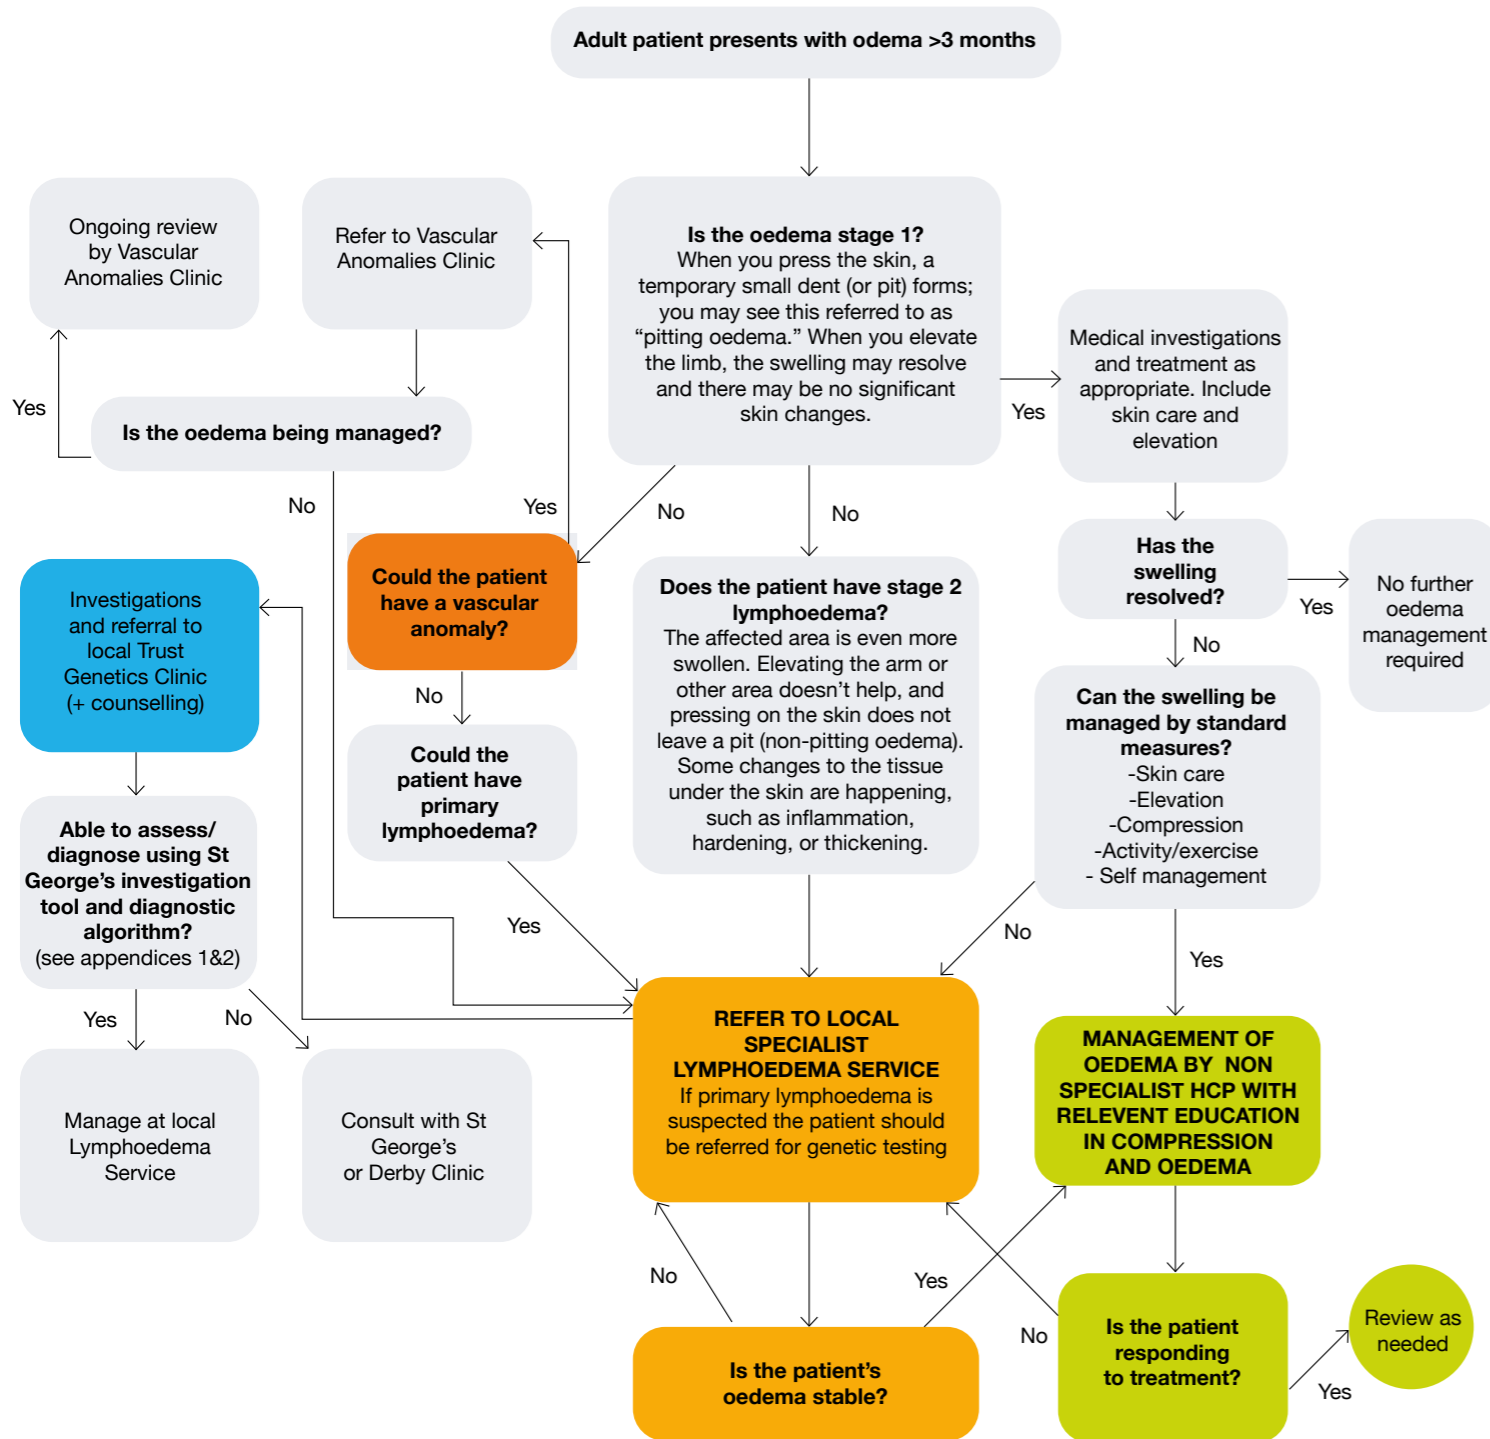 Adult patient presents with odema >3 months
Ongoing review
by Vascular
Anomalies Clinic
Refer to Vascular
Anomalies Clinic
Is the oedema stage 1?
When you press the skin, a
temporary small dent (or pit) forms;
you may see this referred to as
“pitting oedema.” When you elevate
the limb, the swelling may resolve
and there may be no significant
skin changes.
Medical investigations
and treatment as
appropriate. Include
skin care and
elevation
Yes
Yes
Is the oedema being managed?
No
Yes
No
No
Has the
swelling
resolved?
Yes
No further
oedema
management
required
No
Investigations
and referral to
local Trust
Genetics Clinic
(+ counselling)
Could the patient
have a vascular
anomaly?
No
Does the patient have stage 2
lymphoedema?
The affected area is even more
swollen. Elevating the arm or
other area doesn’t help, and
pressing on the skin does not
leave a pit (non-pitting oedema).
Some changes to the tissue
under the skin are happening,
such as inflammation,
hardening, or thickening.
Can the swelling be
managed by standard
measures?
-Skin care
-Elevation
-Compression
-Activity/exercise
- Self management
Could the
patient have
primary
lymphoedema?
Able to assess/
diagnose using St
George’s investigation
tool and diagnostic
algorithm?
(see appendices 1&2)
Yes
No
Yes
Yes
No
Manage at local
Lymphoedema
Service
Consult with St
George’s
or Derby Clinic
REFER TO LOCAL
SPECIALIST
LYMPHOEDEMA SERVICE
If primary lymphoedema is
suspected the patient should
be referred for genetic testing
MANAGEMENT OF
OEDEMA BY NON
SPECIALIST HCP WITH
RELEVENT EDUCATION
IN COMPRESSION
AND OEDEMA
No
Yes
No
Is the patient’s
oedema stable?
Is the patient
responding
to treatment?
Yes
Review as
needed